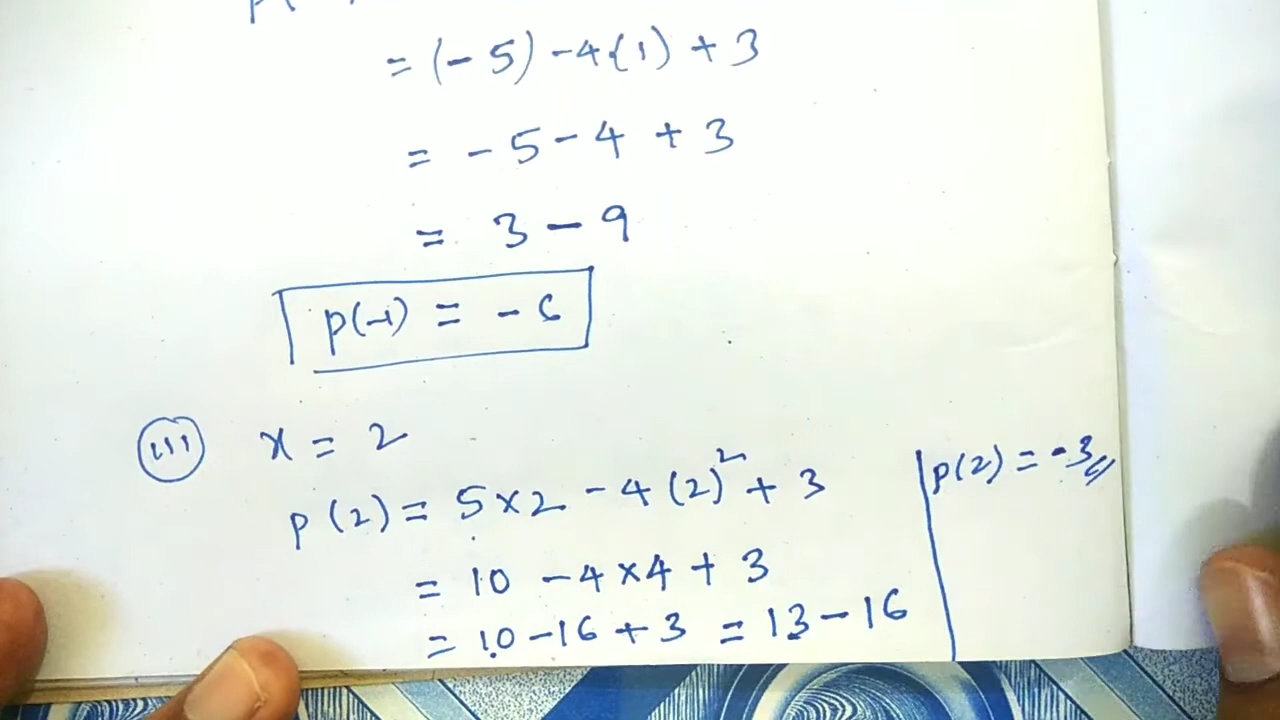 = (-5) -4{1) + 3
= -5 - 4 + 3
= 3 - 9
p(-1) = -6
(iii) x = 2
p(2) = 5×2 - 4(2)² + 3
= 10 - 4×4 + 3
= 10 - 16 + 3 = 13 - 16
p(2) = -3//